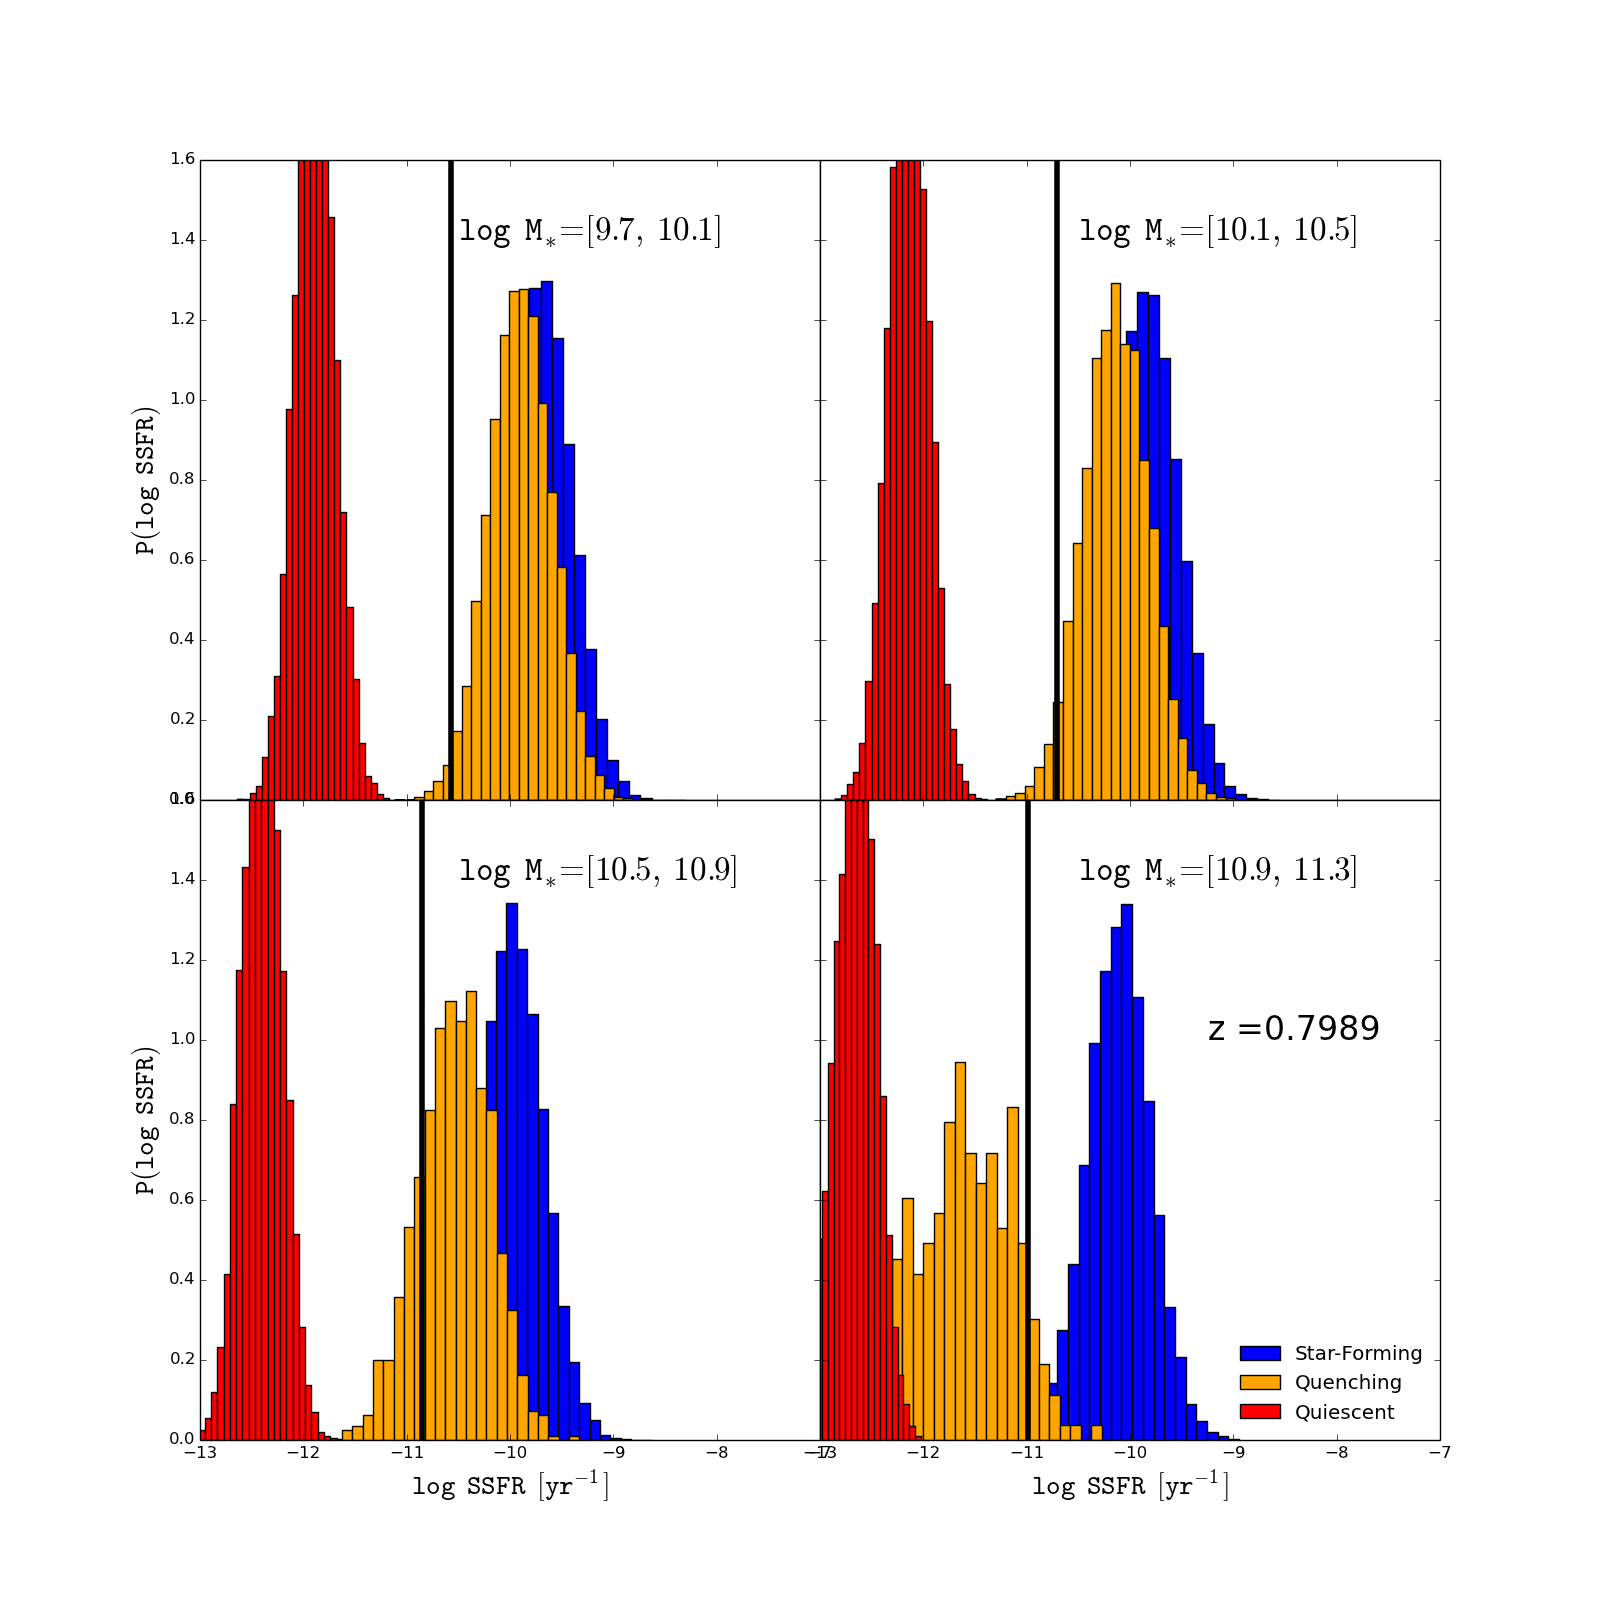 1.6
1.4
1.2
1.0
0.8
0.6
0.4
0.2
P(log SSFR)
log M*=[9.7, 10.1]
log M*=[10.1, 10.5]
1.6
1.4
1.2
1.0
0.8
0.6
0.4
0.2
0.0
P(log SSFR)
log M*=[10.5, 10.9]
log M*=[10.9, 11.3]
z =0.7989
Star-Forming
Quenching
Quiescent
−13 −12 −11 −10 −9 −8 −12 −11 −10 −9 −8 −7
log SSFR [yr⁻¹] log SSFR [yr⁻¹]